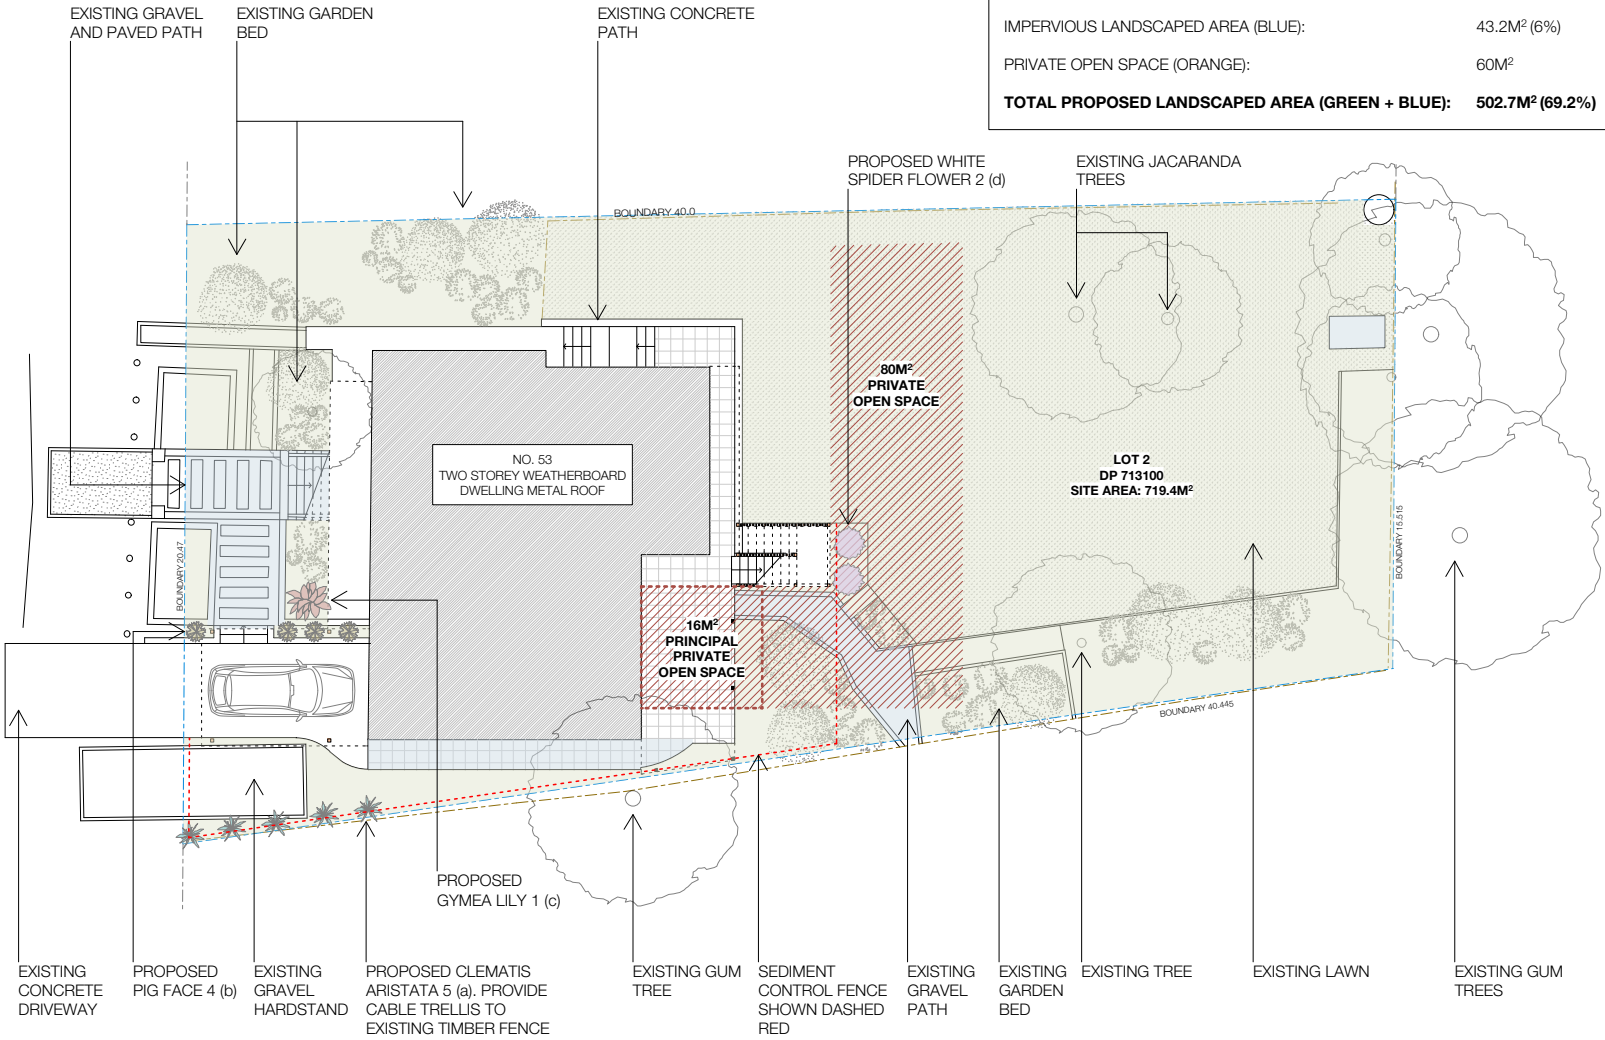 EXISTING GRAVEL
AND PAVED PATH
EXISTING GARDEN
BED
EXISTING CONCRETE
PATH
IMPERVIOUS LANDSCAPED AREA (BLUE): 43.2M² (6%)
PRIVATE OPEN SPACE (ORANGE): 60M²
TOTAL PROPOSED LANDSCAPED AREA (GREEN + BLUE): 502.7M² (69.2%)
PROPOSED WHITE
SPIDER FLOWER 2 (d)
EXISTING JACARANDA
TREES
BOUNDARY 40.0
80M²
PRIVATE
OPEN SPACE
NO. 53
TWO STOREY WEATHERBOARD
DWELLING METAL ROOF
LOT 2
DP 713100
SITE AREA: 719.4M²
BOUNDARY 20.47
BOUNDARY 15.515
16M²
PRINCIPAL
PRIVATE
OPEN SPACE
BOUNDARY 40.445
PROPOSED
GYMEA LILY 1 (c)
EXISTING
CONCRETE
DRIVEWAY
PROPOSED
PIG FACE 4 (b)
EXISTING
GRAVEL
HARDSTAND
PROPOSED CLEMATIS
ARISTATA 5 (a). PROVIDE
CABLE TRELLIS TO
EXISTING TIMBER FENCE
EXISTING GUM
TREE
SEDIMENT
CONTROL FENCE
SHOWN DASHED
RED
EXISTING
GRAVEL
PATH
EXISTING
GARDEN
BED
EXISTING TREE
EXISTING LAWN
EXISTING GUM
TREES